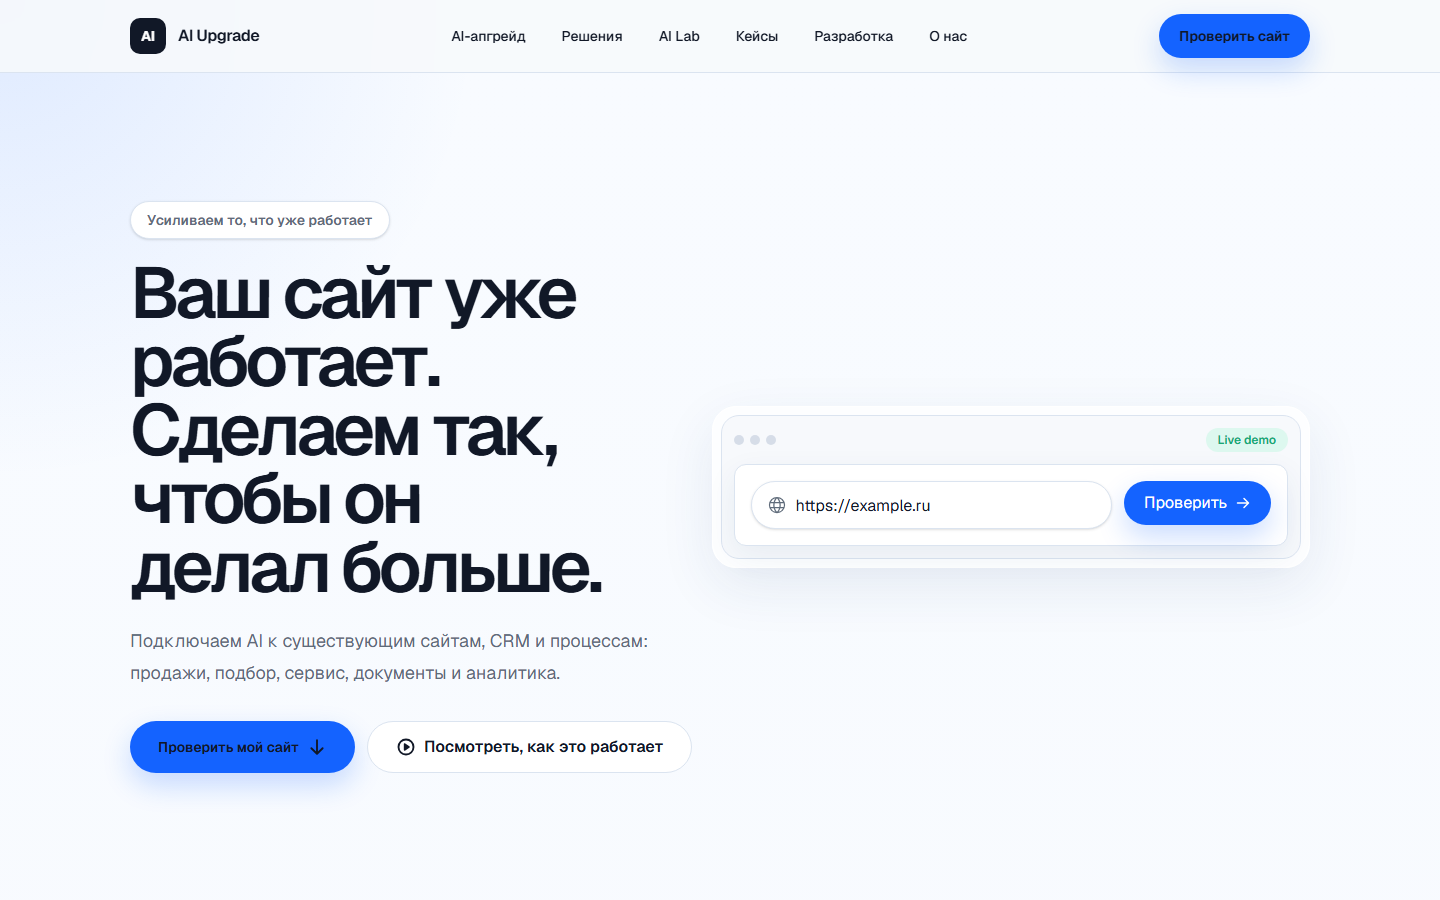 AI AI Upgrade AI-апгрейд Решения AI Lab Кейсы Разработка О нас Проверить сайт
Усиливаем то, что уже работает
Ваш сайт уже
работает.
Сделаем так,
чтобы он
делал больше.
Подключаем AI к существующим сайтам, CRM и процессам:
продажи, подбор, сервис, документы и аналитика.
Проверить мой сайт Посмотреть, как это работает
Live demo
https://example.ru Проверить